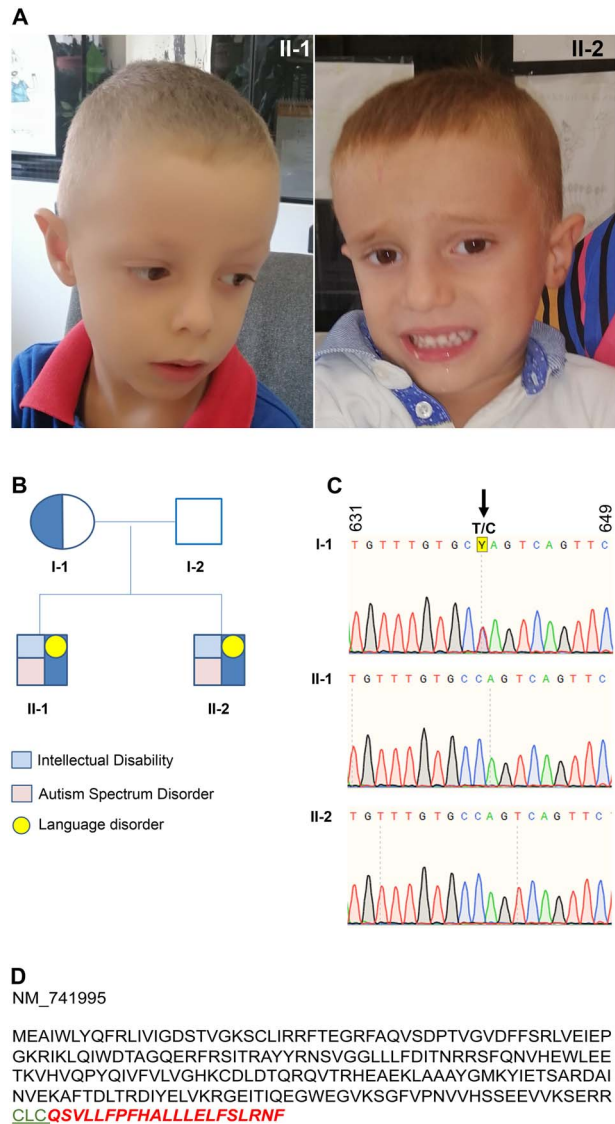 A
II-1
II-2
B
I-1
I-2
II-1
II-2
Intellectual Disability
Autism Spectrum Disorder
Language disorder
C
631
T/C
649
I-1
T G T T T G T G C Y A G T C A G T T C
II-1
T G T T T G T G C C A G T C A G T T C
II-2
T G T T T G T G C C A G T C A G T T C
D
NM_741995
MEAIWLYQFRLIVIGDSTVGKSCLIRRFTEGRFAQVSDPTVGVDFFSRLVEIEP
GKRIKLQIWDTAGQERFRSITRAYYRNSVGGLLLFDITNRRSFQNVHEWLEE
TKVHVQPYQIVFVLVGHKCDLDTQRQVTRHEAEKLAAAYGMKYIETSARDAI
NVEKAFTDLTRDIYELVKRGEITIQEGWEGVKSGFVPNVVHSSEEVVKSERR
CLCQSVLLFPFHALLLELFSLRNF